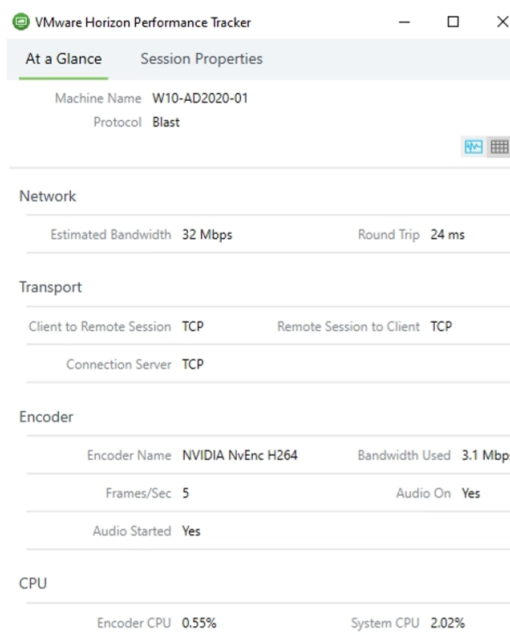 VMware Horizon Performance Tracker
At a Glance Session Properties
Machine Name W10-AD2020-01
Protocol Blast
Network
Estimated Bandwidth 32 Mbps Round Trip 24 ms
Transport
Client to Remote Session TCP Remote Session to Client TCP
Connection Server TCP
Encoder
Encoder Name NVIDIA NvEnc H264 Bandwidth Used 3.1 Mbp
Frames/Sec 5 Audio On Yes
Audio Started Yes
CPU
Encoder CPU 0.55% System CPU 2.02%